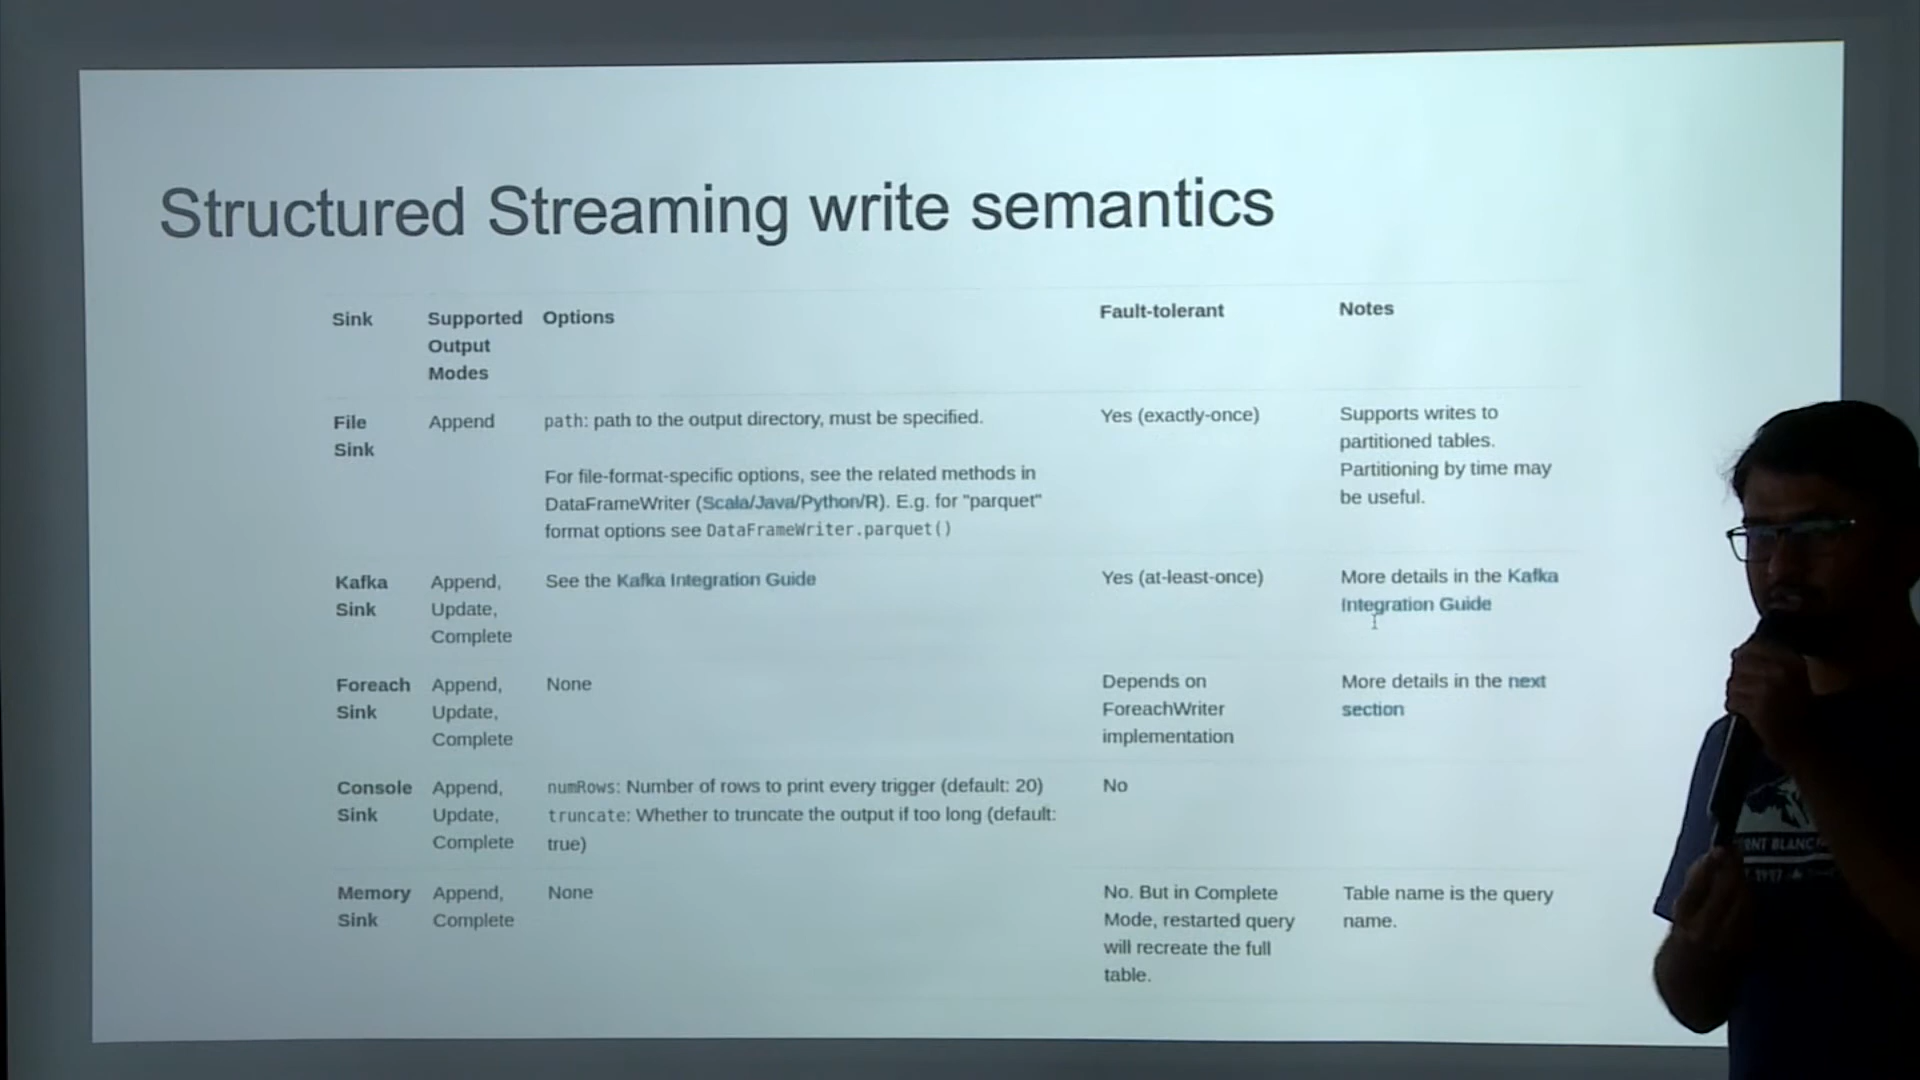 Structured Streaming write semantics
Sink
Supported
Output
Modes
Options
Fault-tolerant
Notes
File
Sink
Append
path: path to the output directory, must be specified.
For file-format-specific options, see the related methods in
DataFrameWriter (Scala/Java/Python/R). E.g. for "parquet"
format options see DataFrameWriter.parquet()
Yes (exactly-once)
Supports writes to
partitioned tables.
Partitioning by time may
be useful.
Kafka
Sink
Append,
Update,
Complete
See the Kafka Integration Guide
Yes (at-least-once)
More details in the Kafka
Integration Guide
Foreach
Sink
Append,
Update,
Complete
None
Depends on
ForeachWriter
implementation
More details in the next
section
Console
Sink
Append,
Update,
Complete
numRows: Number of rows to print every trigger (default: 20)
truncate: Whether to truncate the output if too long (default:
true)
No
Memory
Sink
Append,
Complete
None
No. But in Complete
Mode, restarted query
will recreate the full
table.
Table name is the query
name.